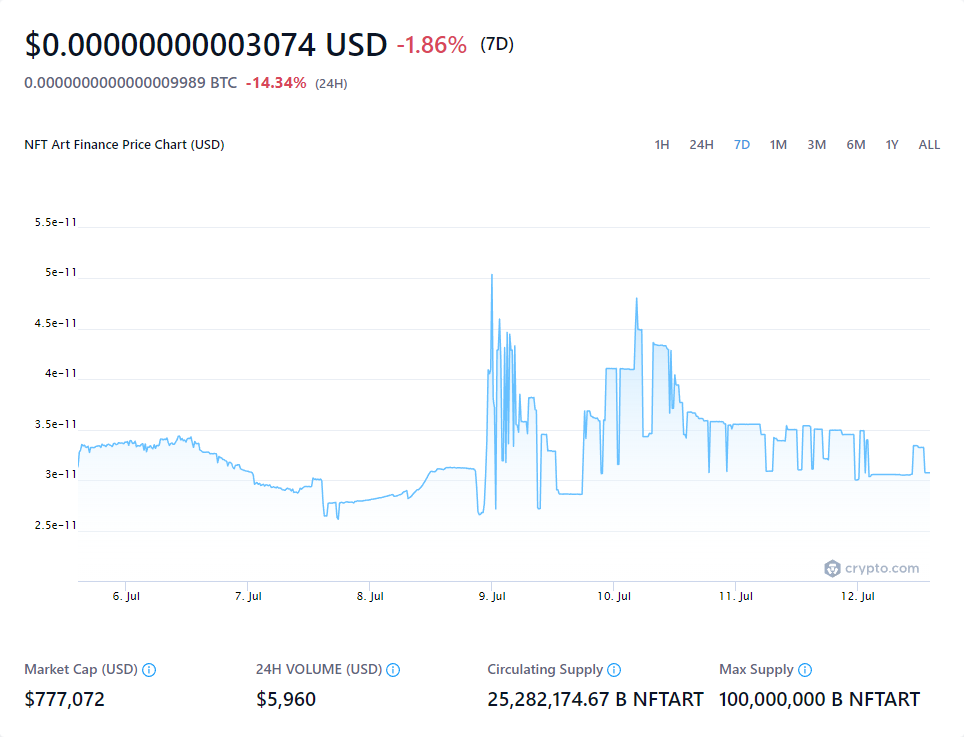 $0.00000000003074 USD -1.86% (7D)
0.0000000000000009989 BTC -14.34% (24H)
NFT Art Finance Price Chart (USD) 1H 24H 7D 1M 3M 6M 1Y ALL
5.5e-11
5e-11
4.5e-11
4e-11
3.5e-11
3e-11
2.5e-11
crypto.com
6. Jul 7. Jul 8. Jul 9. Jul 10. Jul 11. Jul 12. Jul
Market Cap (USD) 24H VOLUME (USD) Circulating Supply Max Supply
$777,072 $5,960 25,282,174.67 B NFTART 100,000,000 B NFTART